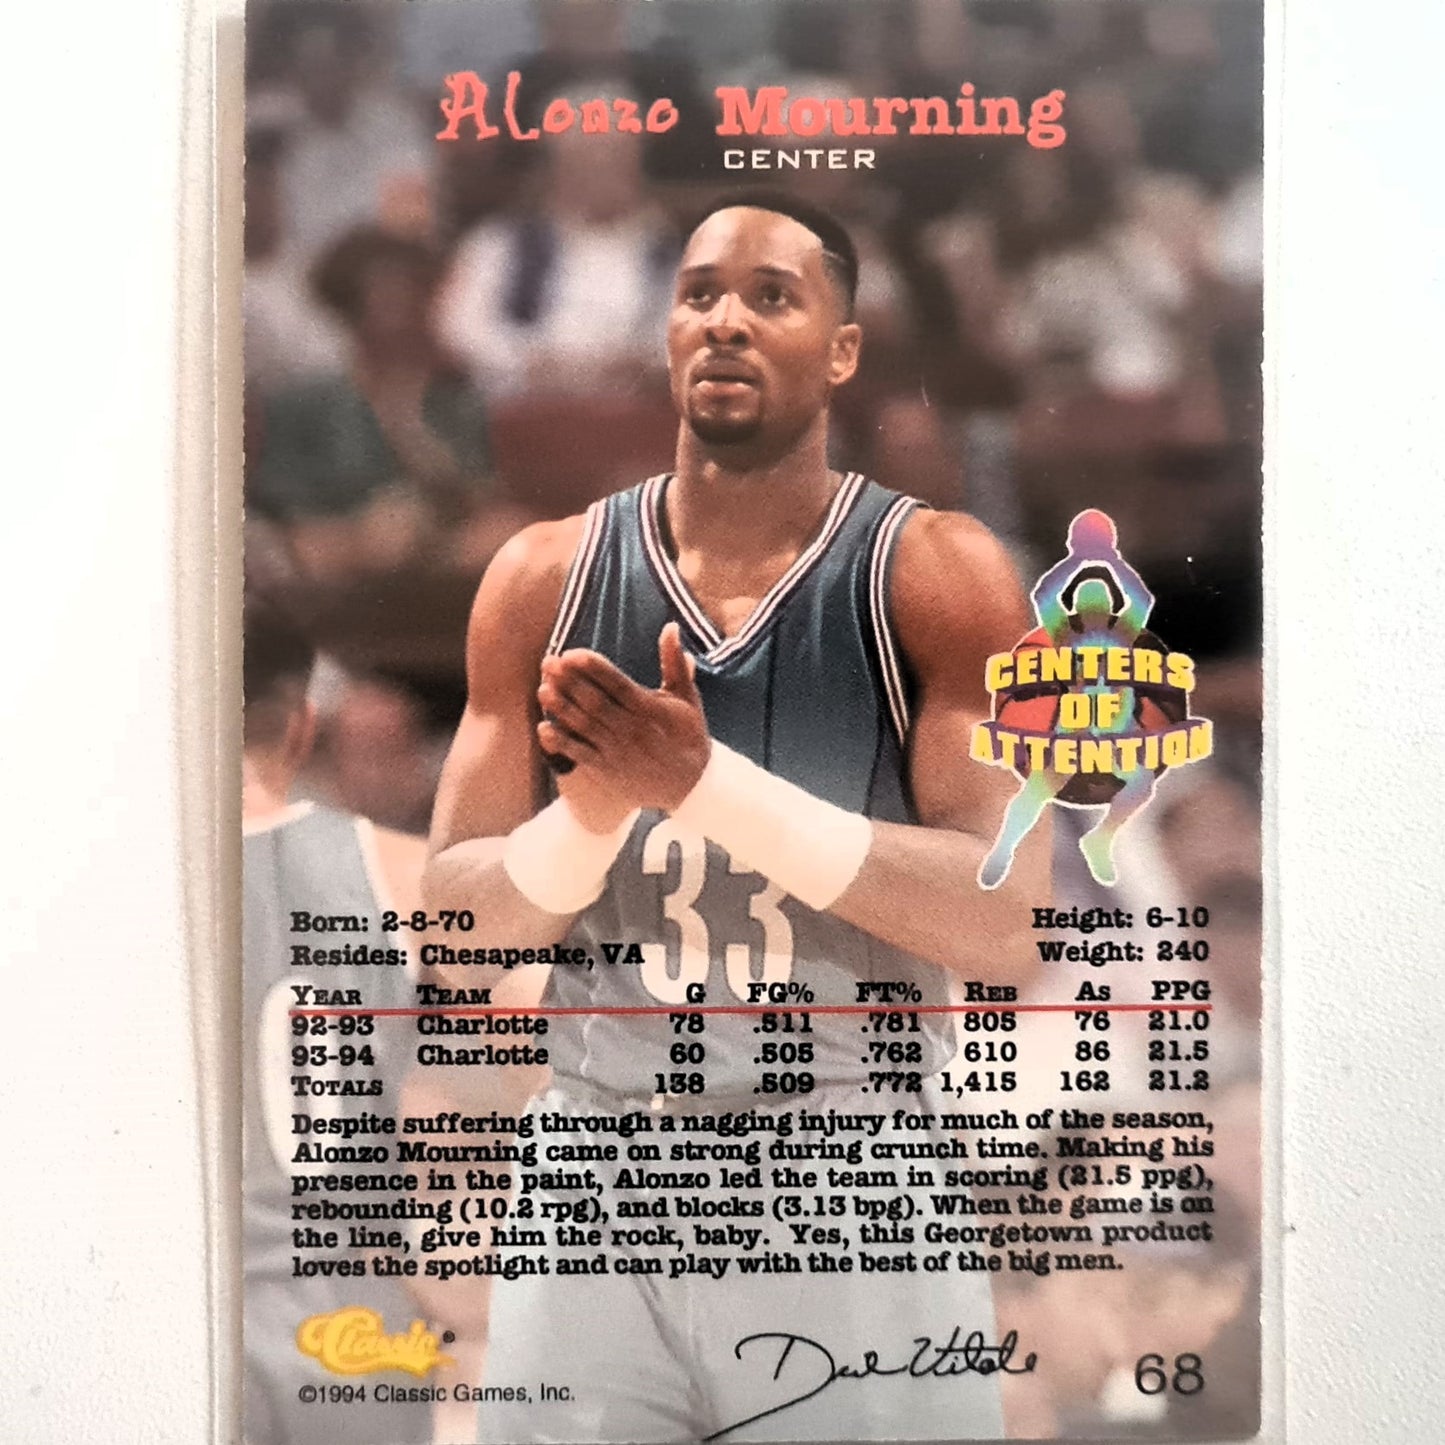 Alonzo Mourning
CENTER
CENTERS
OF
ATTENTION
33
Born: 2-8-70 Height: 6-10
Resides: Chesapeake, VA Weight: 240
YEAR TEAM G FG% FT% REB AS PPG
92-93 Charlotte 78 .511 .781 805 76 21.0
93-94 Charlotte 60 .505 .762 610 86 21.5
TOTALS 138 .509 .772 1,415 162 21.2
Despite suffering through a nagging injury for much of the season,
Alonzo Mourning came on strong during crunch time. Making his
presence in the paint, Alonzo led the team in scoring (21.5 ppg),
rebounding (10.2 rpg), and blocks (3.13 bpg). When the game is on
the line, give him the rock, baby. Yes, this Georgetown product
loves the spotlight and can play with the best of the big men.
Classic®
©1994 Classic Games, Inc.
Dick Vitale
68